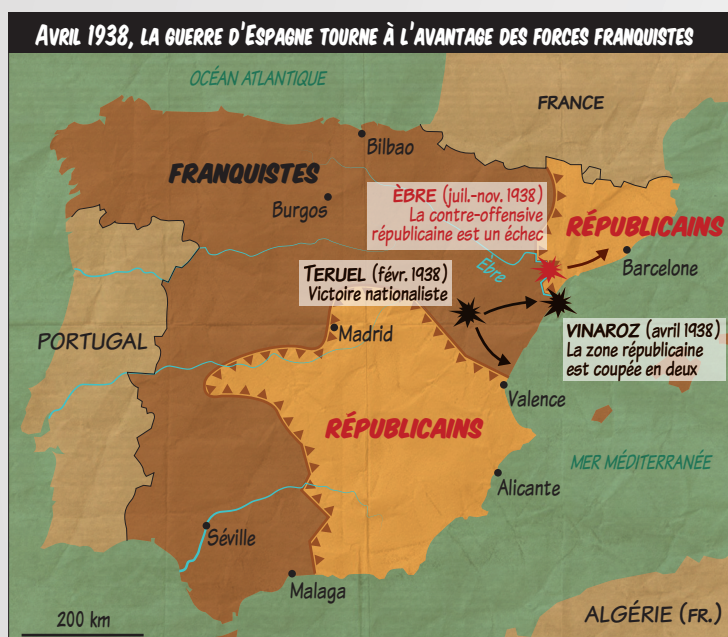 AVRIL 1938, LA GUERRE D'ESPAGNE TOURNE À L'AVANTAGE DES FORCES FRANQUISTES
OCÉAN ATLANTIQUE
FRANCE
Bilbao
FRANQUISTES
Burgos
ÈBRE (juil.-nov. 1938)
La contre-offensive
républicaine est un échec
RÉPUBLICAINS
Barcelone
Èbre
TERUEL (févr. 1938)
Victoire nationaliste
VINAROZ (avril 1938)
La zone républicaine
est coupée en deux
PORTUGAL
Madrid
Valence
RÉPUBLICAINS
MER MÉDITERRANÉE
Alicante
Séville
Malaga
200 km
ALGÉRIE (FR.)